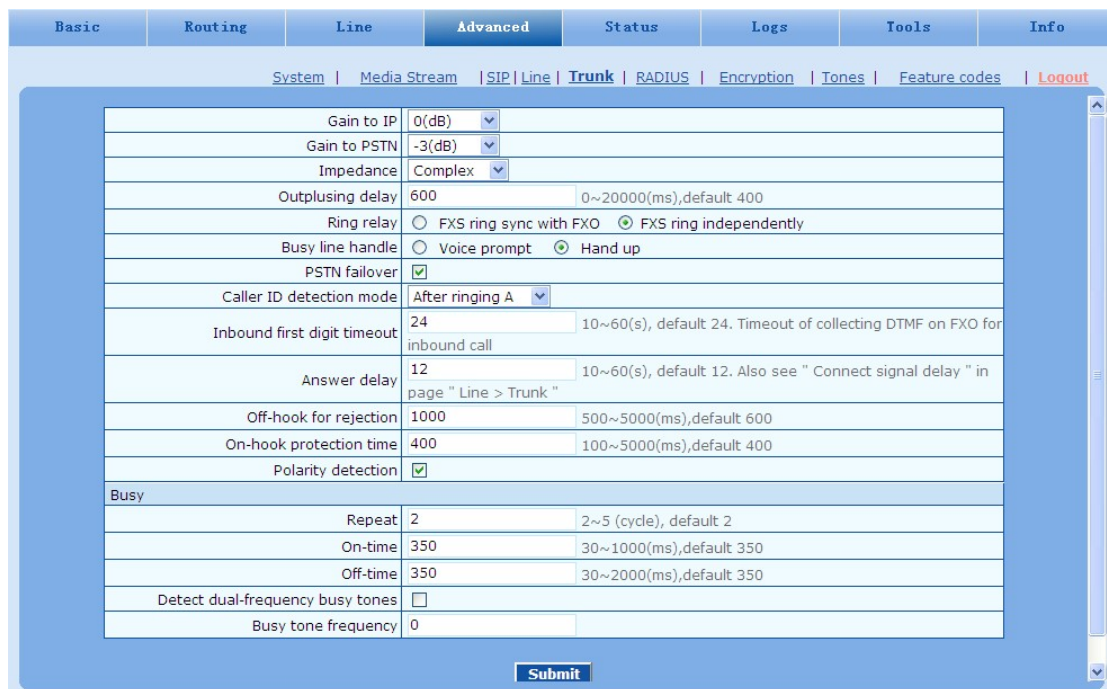 Basic Routing Line Advanced Status Logs Tools Info
System | Media Stream | SIP | Line | Trunk | RADIUS | Encryption | Tones | Feature codes | Logout
Gain to IP 0(dB)
Gain to PSTN -3(dB)
Impedance Complex
Outplusing delay 600 0~20000(ms),default 400
Ring relay FXS ring sync with FXO FXS ring independently
Busy line handle Voice prompt Hand up
PSTN failover
Caller ID detection mode After ringing A
Inbound first digit timeout 24 10~60(s), default 24. Timeout of collecting DTMF on FXO for
inbound call
Answer delay 12 10~60(s), default 12. Also see " Connect signal delay " in
page " Line > Trunk "
Off-hook for rejection 1000 500~5000(ms),default 600
On-hook protection time 400 100~5000(ms),default 400
Polarity detection
Busy
Repeat 2 2~5 (cycle), default 2
On-time 350 30~1000(ms),default 350
Off-time 350 30~2000(ms),default 350
Detect dual-frequency busy tones
Busy tone frequency 0
Submit